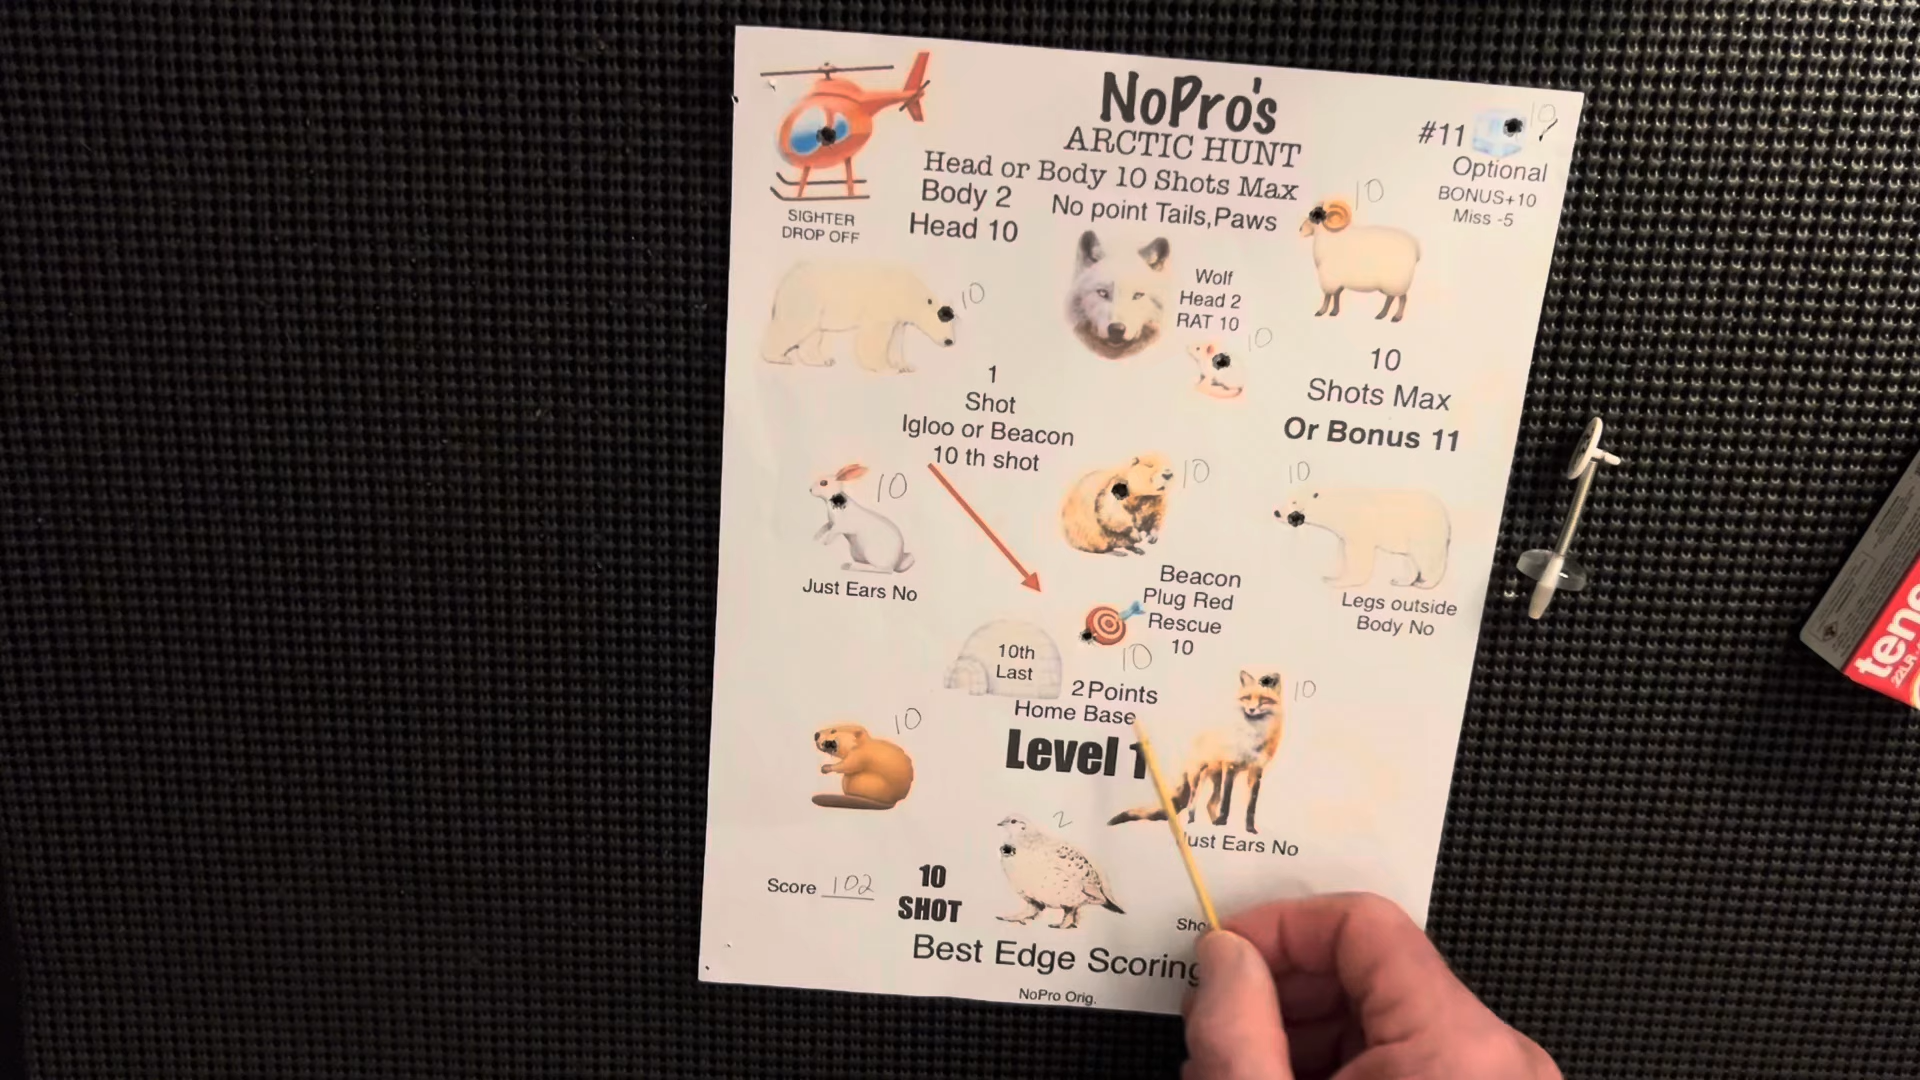 NoPro's
ARCTIC HUNT
Head or Body 10 Shots Max
Body 2
No point Tails,Paws
Head 10
SIGHTER
DROP OFF
#11
10
Optional
BONUS+10
Miss -5
10
10
Wolf
Head 2
RAT 10
10
10
Shots Max
Or Bonus 11
1
Shot
Igloo or Beacon
10 th shot
10
Just Ears No
10
10
Legs outside
Body No
Beacon
Plug Red
Rescue
10
10
10th
Last
2 Points
Home Base
Level 1
10
10
Just Ears No
2
Score 102
10
SHOT
Best Edge Scoring
NoPro Orig.
22LR